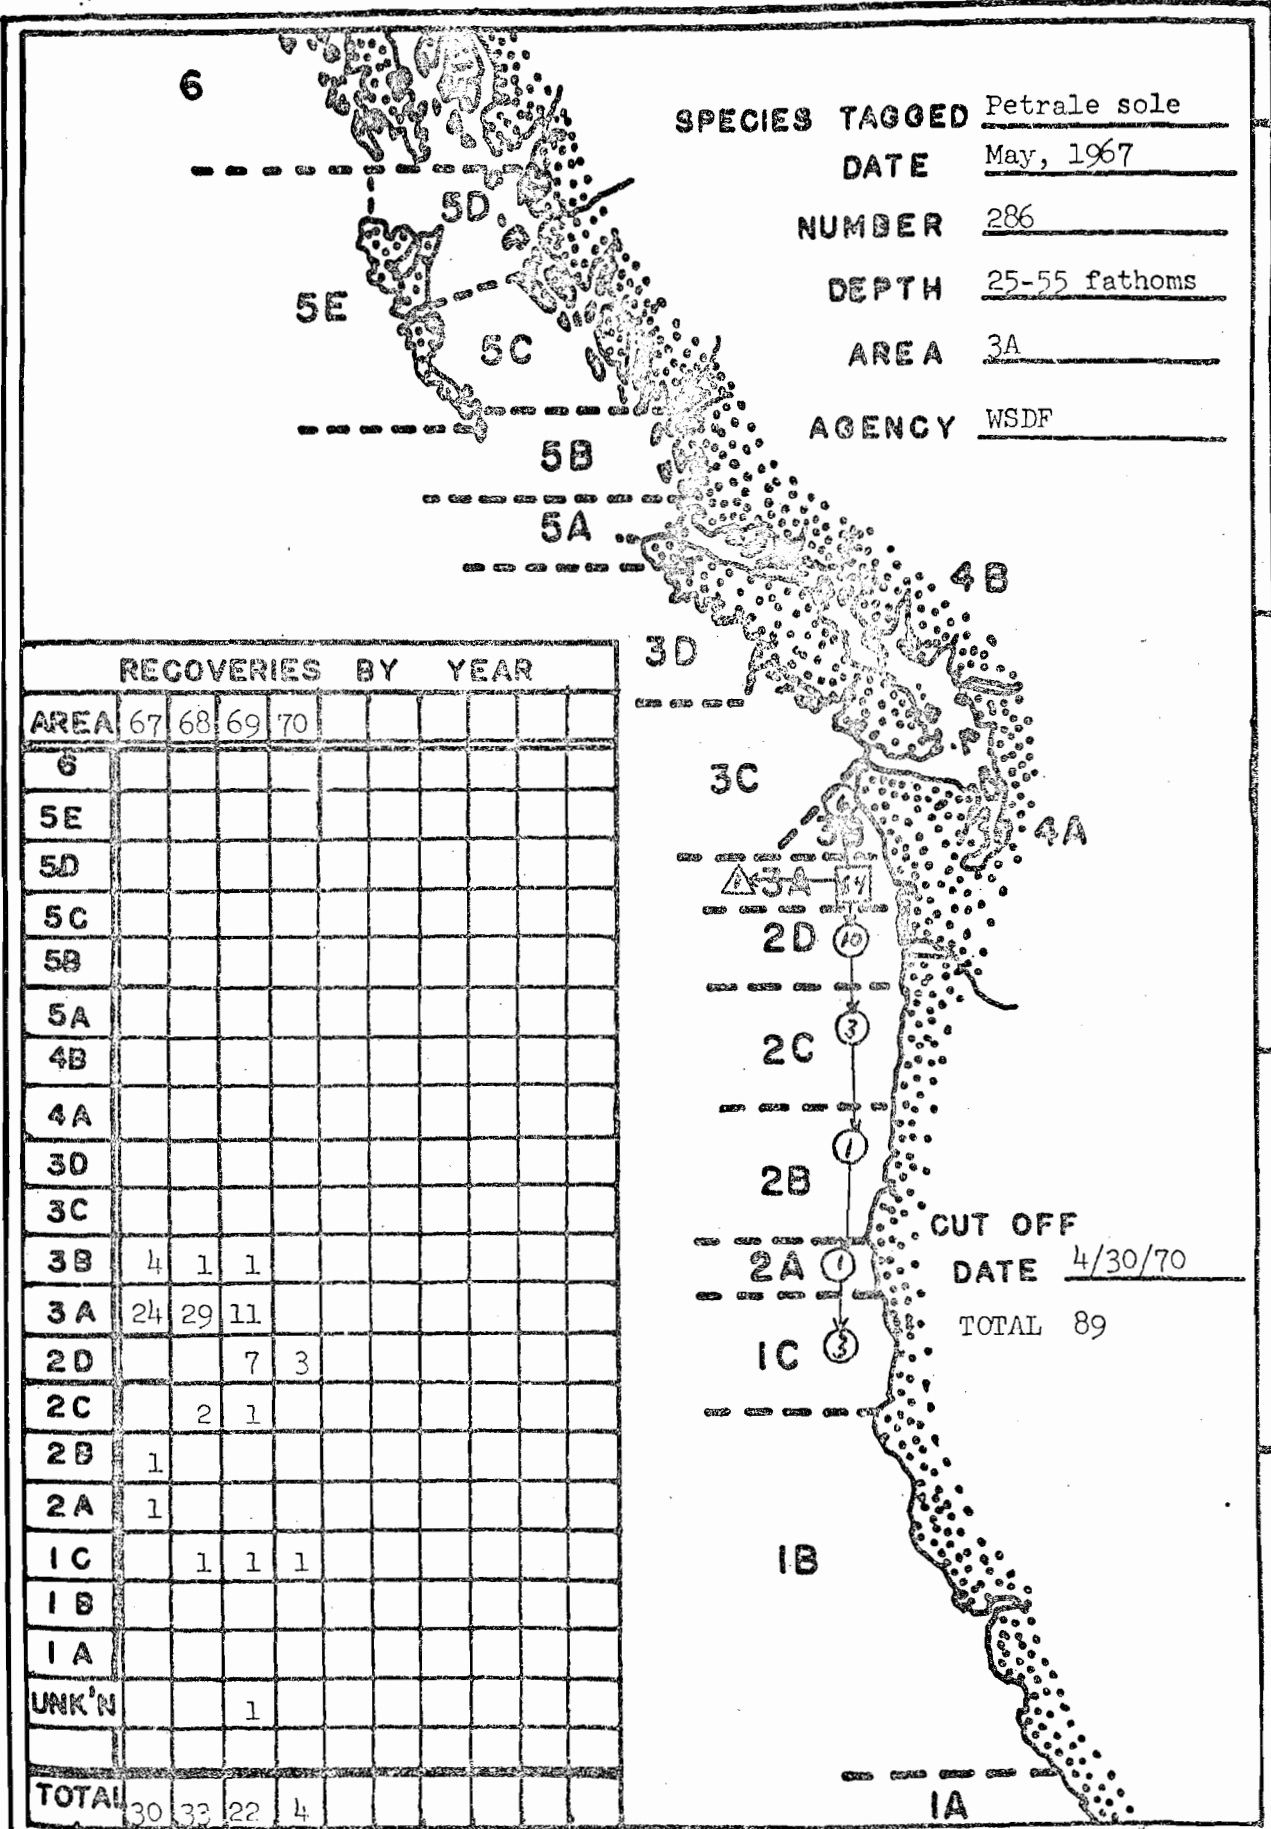 6
SPECIES TAGGED Petrale sole
DATE May, 1967
5D
NUMBER 286
5E
DEPTH 25-55 fathoms
5C
AREA 3A
AGENCY WSDF
5B
5A
4B
3D
3C
4A
3B
3A
2D 10
2C 3
1
2B
2A 1
1C 3
CUT OFF
DATE 4/30/70
TOTAL 89
1B
1A
RECOVERIES BY YEAR
AREA 67 68 69 70
6
5E
5D
5C
5B
5A
4B
4A
3D
3C
3B 4 1 1
3A 24 29 11
2D 7 3
2C 2 1
2B 1
2A 1
1C 1 1 1
1B
1A
UNK'N 1
TOTAL 30 33 22 4